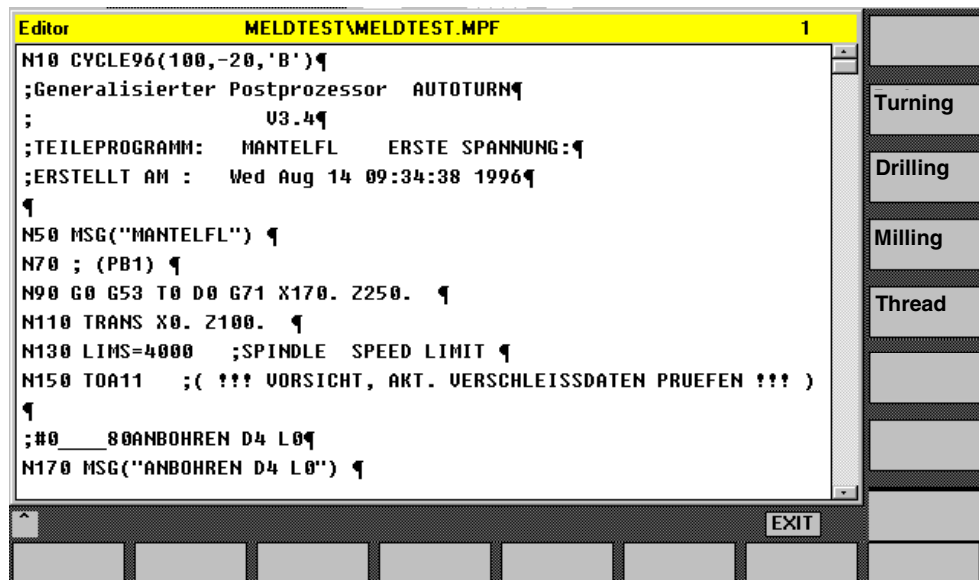 Editor MELDTEST\MELDTEST.MPF 1
N10 CYCLE96(100,-20,'B')¶
;Generalisierter Postprozessor AUTOTURN¶
; V3.4¶
;TEILEPROGRAMM: MANTELFL ERSTE SPANNUNG:¶
;ERSTELLT AM : Wed Aug 14 09:34:38 1996¶
¶
N50 MSG("MANTELFL") ¶
N70 ; (PB1) ¶
N90 G0 G53 T0 D0 G71 X170. Z250. ¶
N110 TRANS X0. Z100. ¶
N130 LIMS=4000 ;SPINDLE SPEED LIMIT ¶
N150 TOA11 ;( !!! VORSICHT, AKT. VERSCHLEISSDATEN PRUEFEN !!! )
¶
;#0____80ANBOHREN D4 L0¶
N170 MSG("ANBOHREN D4 L0") ¶
^ EXIT
Turning
Drilling
Milling
Thread